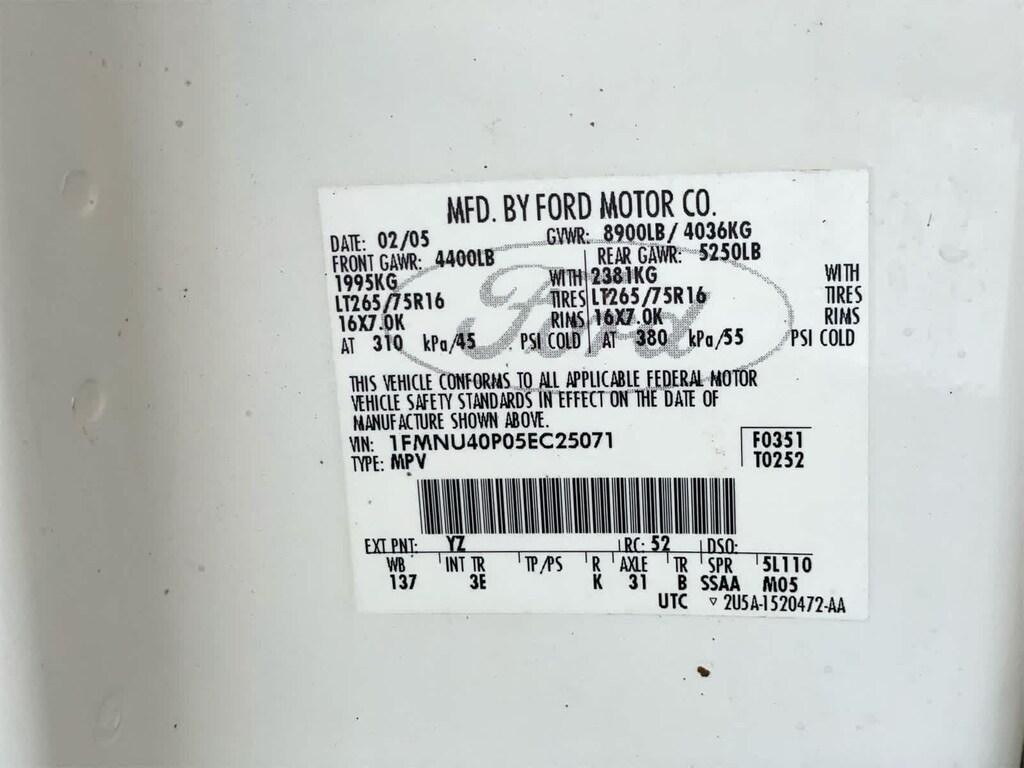 MFD. BY FORD MOTOR CO.
DATE: 02/05 GVWR: 8900LB/ 4036KG
FRONT GAWR: 4400LB REAR GAWR: 5250LB
1995KG WITH 2381KG WITH
LT265/75R16 TIRES LT265/75R16 TIRES
16X7.0K RIMS 16X7.0K RIMS
AT 310 kPa/45 PSI COLD AT 380 kPa/55 PSI COLD
Ford
THIS VEHICLE CONFORMS TO ALL APPLICABLE FEDERAL MOTOR
VEHICLE SAFETY STANDARDS IN EFFECT ON THE DATE OF
MANUFACTURE SHOWN ABOVE.
VIN: 1FMNU40P05EC25071 F0351
TYPE: MPV T0252
EXT PNT: YZ RC: 52 DSO:
WB INT TR TP/PS R AXLE TR SPR 5L110
137 3E K 31 B SSAA M05
UTC ▽ 2U5A-1520472-AA